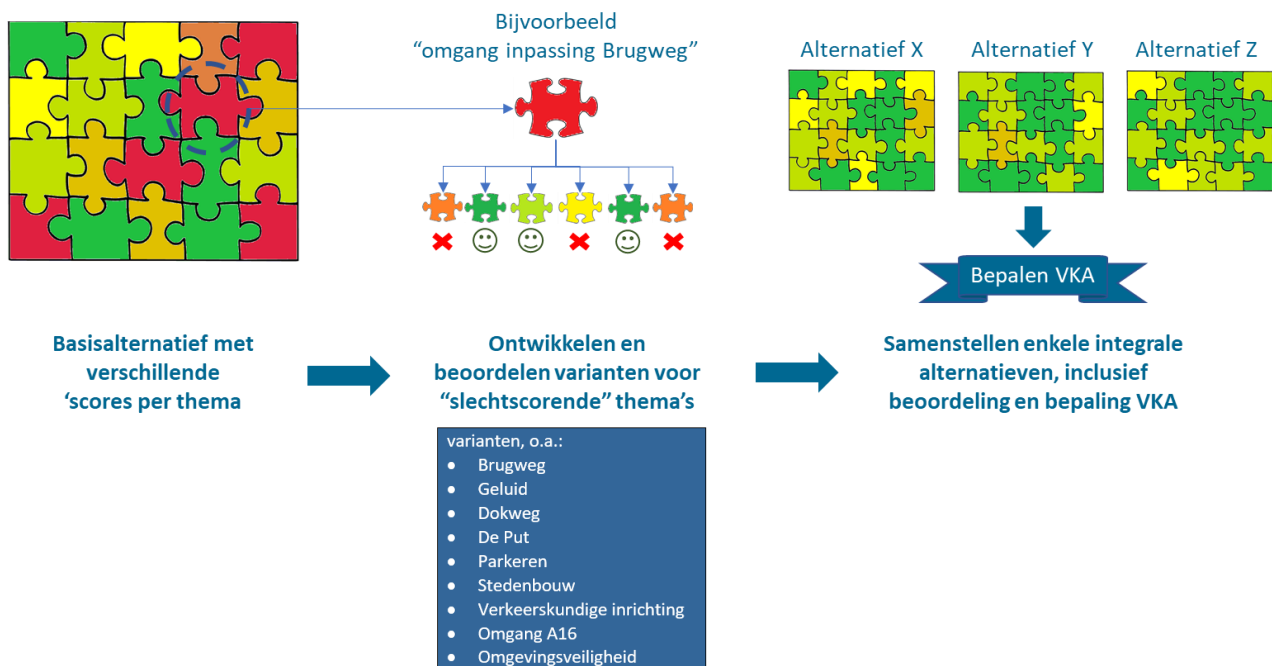 Bijvoorbeeld
“omgang inpassing Brugweg”
Alternatief X
Alternatief Y
Alternatief Z
Bepalen VKA
Basisalternatief met
verschillende
‘scores per thema
Ontwikkelen en
beoordelen varianten voor
“slechtscorende” thema’s
Samenstellen enkele integrale
alternatieven, inclusief
beoordeling en bepaling VKA
varianten, o.a.:
• Brugweg
• Geluid
• Dokweg
• De Put
• Parkeren
• Stedenbouw
• Verkeerskundige inrichting
• Omgang A16
• Omgevingsveiligheid